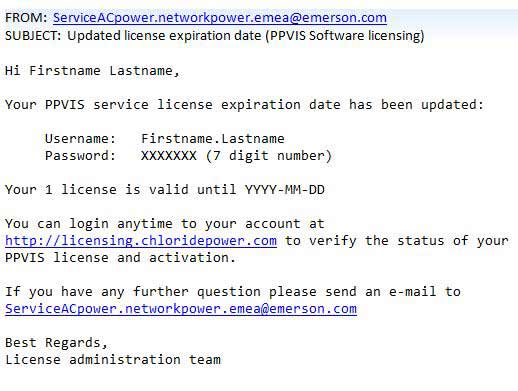 FROM: ServiceACpower.networkpower.emea@emerson.com
SUBJECT: Updated license expiration date (PPVIS Software licensing)
Hi Firstname Lastname,
Your PPVIS service license expiration date has been updated:
Username: Firstname.Lastname
Password: XXXXXXX (7 digit number)
Your 1 license is valid until YYYY-MM-DD
You can login anytime to your account at
http://licensing.chloridepower.com to verify the status of your
PPVIS license and activation.
If you have any further question please send an e-mail to
ServiceACpower.networkpower.emea@emerson.com
Best Regards,
License administration team